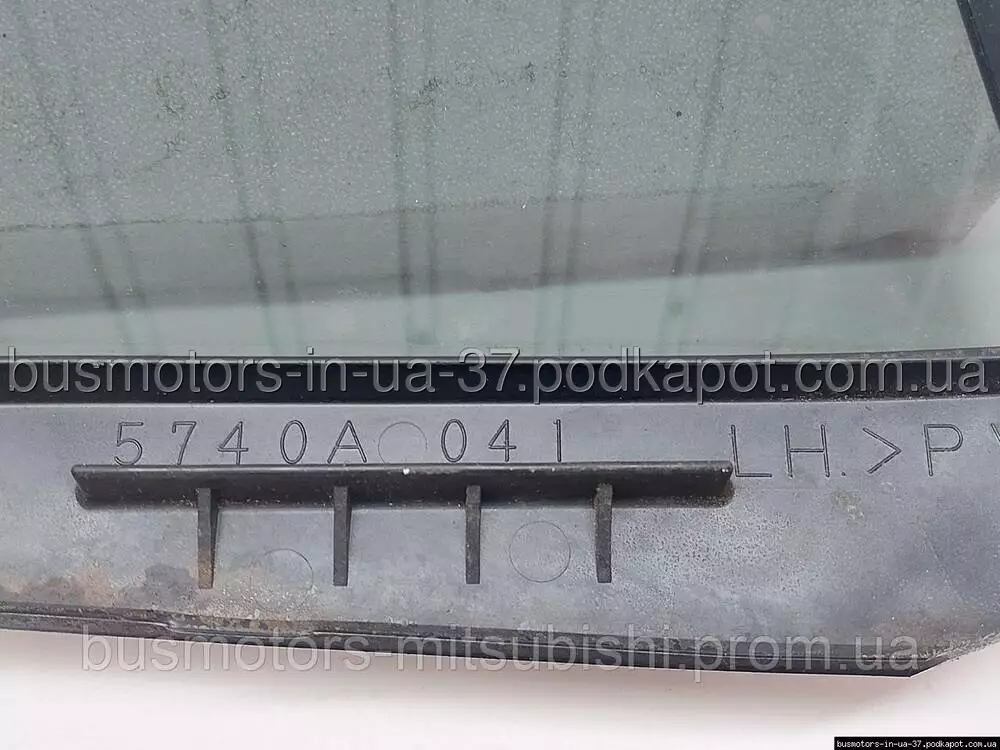 busmotors-in-ua-37.podkapot.com.ua
5740A 041 LH. >P
busmotors-mitsubishi.prom.ua
busmotors-in-ua-37.podkapot.com.ua